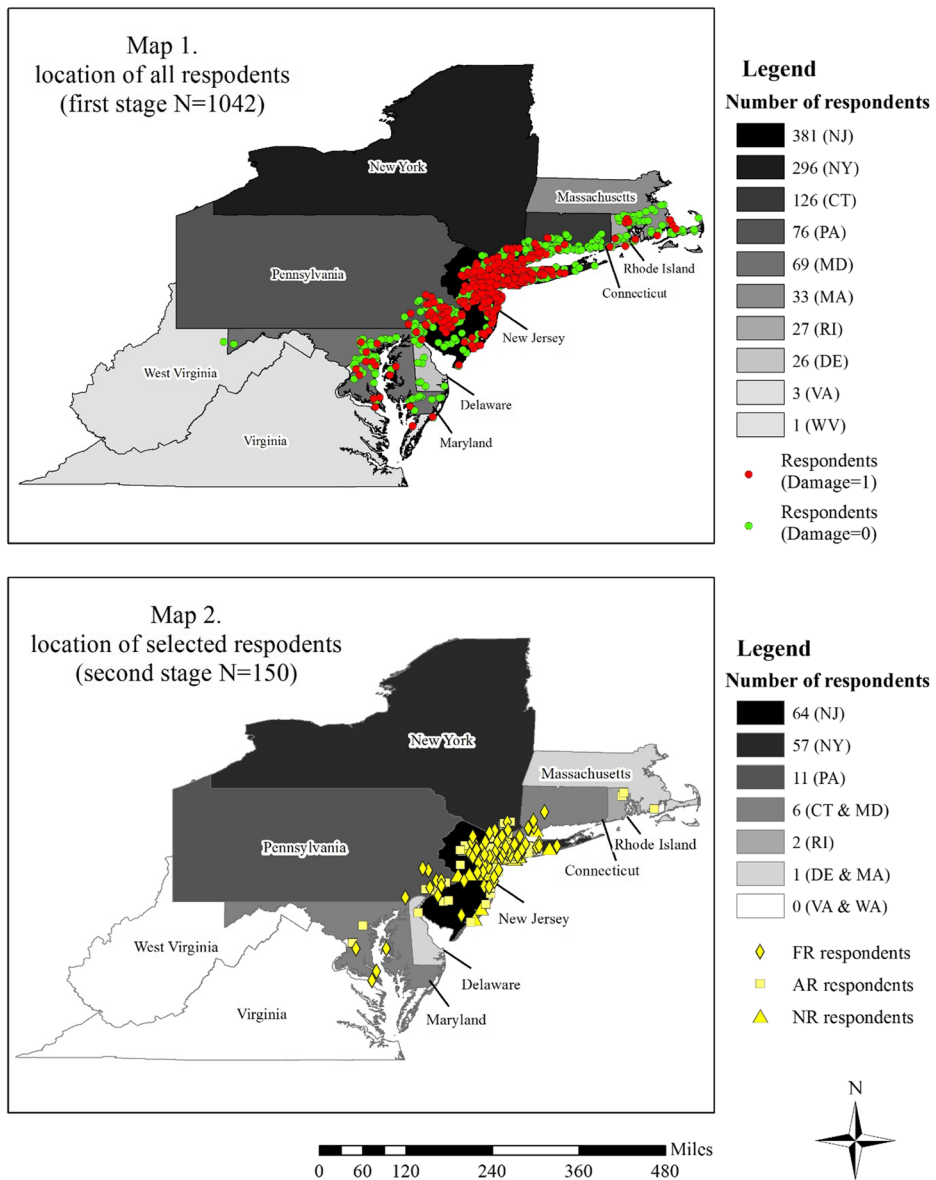 Map 1.
location of all respodents
(first stage N=1042)
New York
Massachusetts
Pennsylvania
Rhode Island
Connecticut
New Jersey
West Virginia
Delaware
Virginia
Maryland
Legend
Number of respondents
381 (NJ)
296 (NY)
126 (CT)
76 (PA)
69 (MD)
33 (MA)
27 (RI)
26 (DE)
3 (VA)
1 (WV)
Respondents
(Damage=1)
Respondents
(Damage=0)
Map 2.
location of selected respodents
(second stage N=150)
New York
Massachusetts
Pennsylvania
Rhode Island
Connecticut
New Jersey
West Virginia
Delaware
Virginia
Maryland
Legend
Number of respondents
64 (NJ)
57 (NY)
11 (PA)
6 (CT & MD)
2 (RI)
1 (DE & MA)
0 (VA & WA)
FR respondents
AR respondents
NR respondents
N
Miles
0 60 120 240 360 480